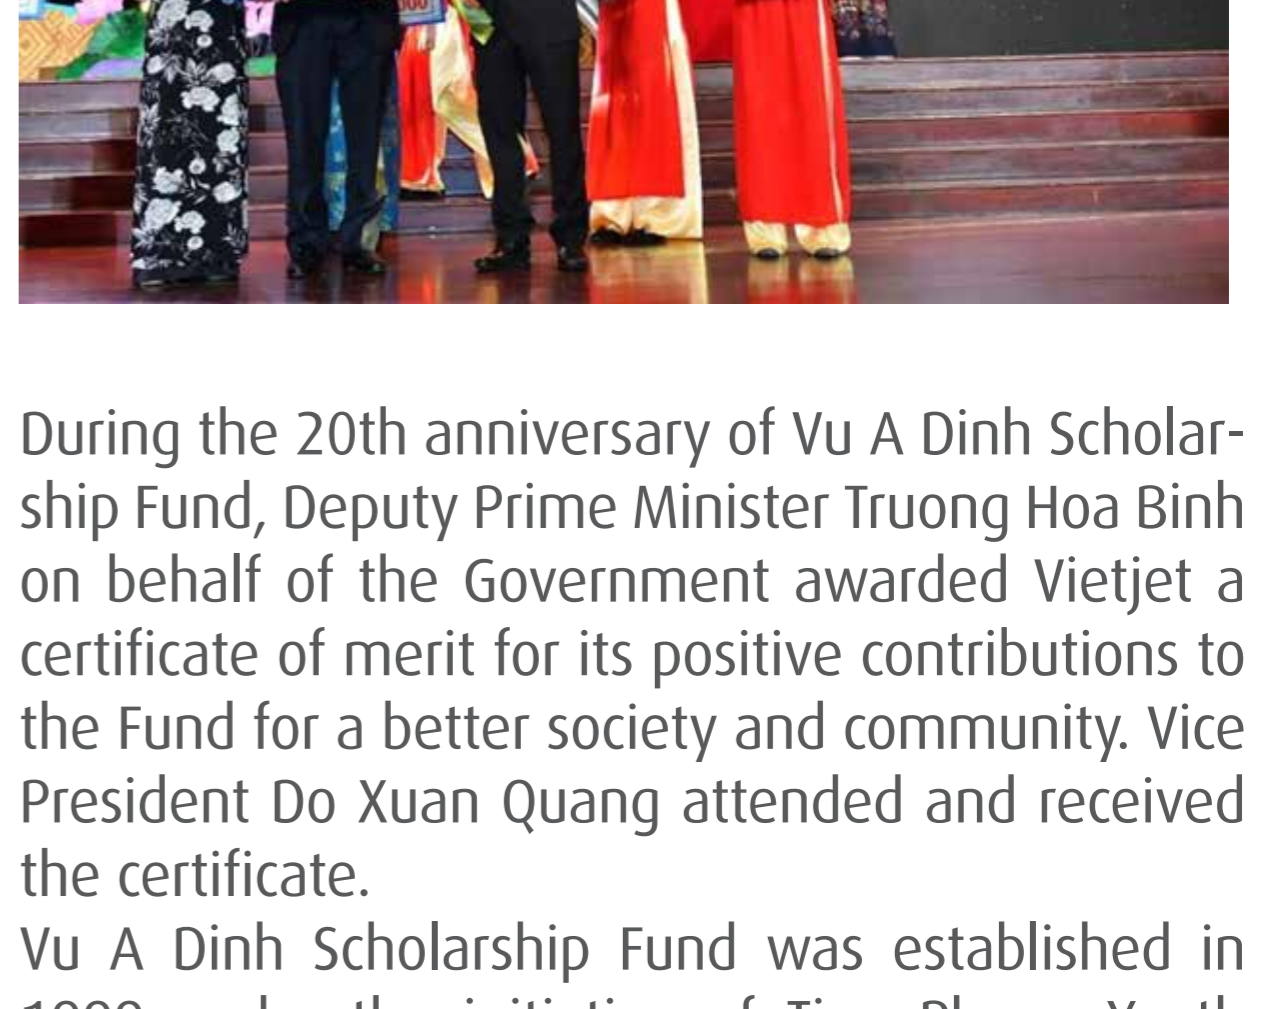 000
During the 20th anniversary of Vu A Dinh Scholar-
ship Fund, Deputy Prime Minister Truong Hoa Binh
on behalf of the Government awarded Vietjet a
certificate of merit for its positive contributions to
the Fund for a better society and community. Vice
President Do Xuan Quang attended and received
the certificate.
Vu A Dinh Scholarship Fund was established in